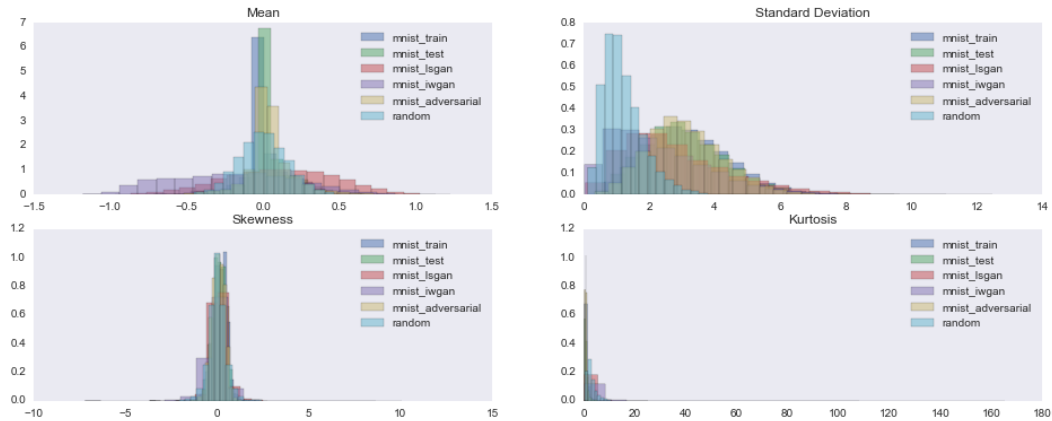 Mean
7
6
5
4
3
2
1
0
mnist_train
mnist_test
mnist_lsgan
mnist_iwgan
mnist_adversarial
random
−1.5 −1.0 −0.5 0.0 0.5 1.0 1.5
Standard Deviation
0.8
0.7
0.6
0.5
0.4
0.3
0.2
0.1
0.0
mnist_train
mnist_test
mnist_lsgan
mnist_iwgan
mnist_adversarial
random
0 2 4 6 8 10 12 14
Skewness
1.2
1.0
0.8
0.6
0.4
0.2
0.0
mnist_train
mnist_test
mnist_lsgan
mnist_iwgan
mnist_adversarial
random
−10 −5 0 5 10 15
Kurtosis
1.2
1.0
0.8
0.6
0.4
0.2
0.0
mnist_train
mnist_test
mnist_lsgan
mnist_iwgan
mnist_adversarial
random
0 20 40 60 80 100 120 140 160 180